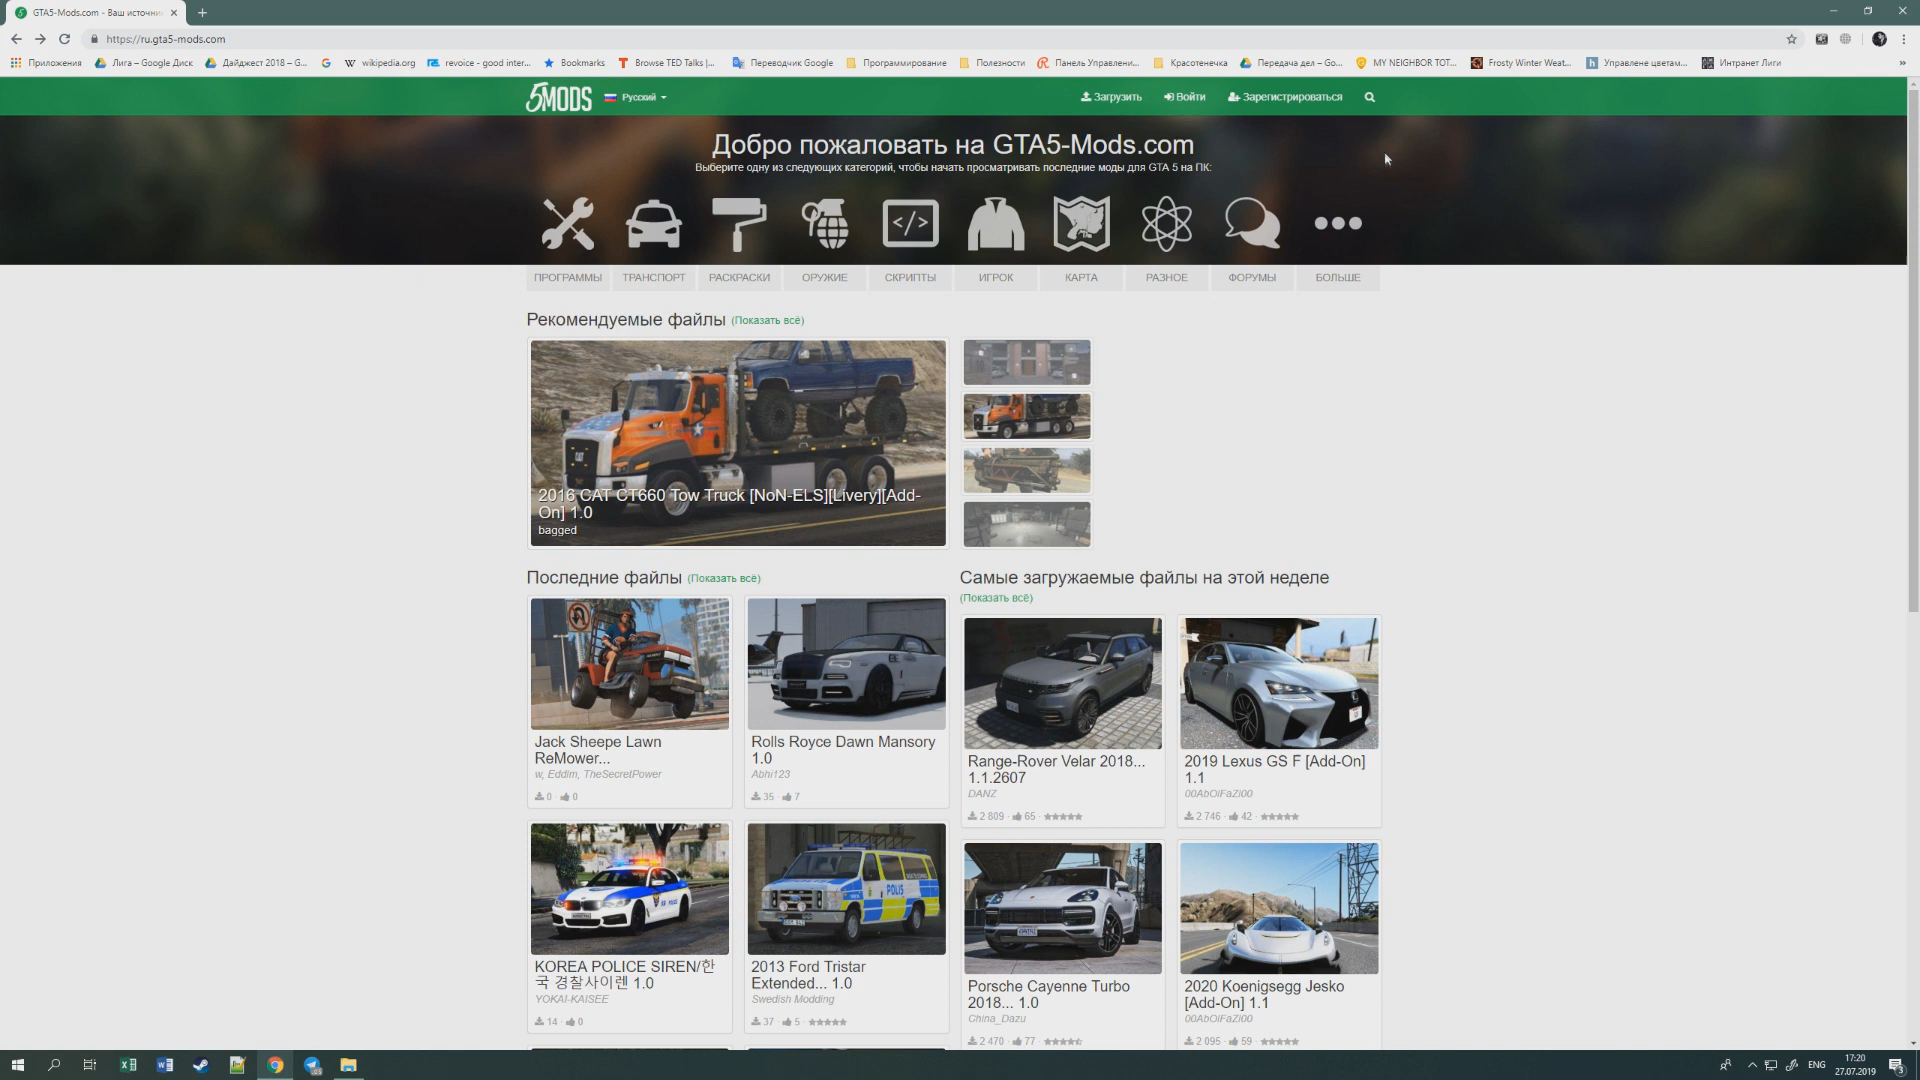 GTA5-Mods.com - Ваш источни
https://ru.gta5-mods.com
Приложения
Лига – Google Диск
Дайджест 2018 – G...
wikipedia.org
revoice - good inter...
Bookmarks
Browse TED Talks |...
Переводчик Google
Программирование
Полезности
Панель Управлени...
Красотенечка
Передача дел – Go...
MY NEIGHBOR TOT...
Frosty Winter Weat...
Управлене цветам...
Интранет Лиги
5MODS
Русский
Загрузить
Войти
Зарегистрироваться
Добро пожаловать на GTA5-Mods.com
Выберите одну из следующих категорий, чтобы начать просматривать последние моды для GTA 5 на ПК:
ПРОГРАММЫ
ТРАНСПОРТ
РАСКРАСКИ
ОРУЖИЕ
СКРИПТЫ
ИГРОК
КАРТА
РАЗНОЕ
ФОРУМЫ
БОЛЬШЕ
Рекомендуемые файлы (Показать всё)
2016 CAT CT660 Tow Truck [NoN-ELS][Livery][Add-
On] 1.0
bagged
Последние файлы (Показать всё)
Jack Sheepe Lawn
ReMower...
w, Eddlm, TheSecretPower
0 · 0
Rolls Royce Dawn Mansory
1.0
Abhi123
35 · 7
KOREA POLICE SIREN/한
국 경찰사이렌 1.0
YOKAI-KAISEE
14 · 0
POLIS
2013 Ford Tristar
Extended... 1.0
Swedish Modding
37 · 5 ·
Самые загружаемые файлы на этой неделе
(Показать всё)
Range-Rover Velar 2018...
1.1.2607
DANZ
2 809 · 65 ·
2019 Lexus GS F [Add-On]
1.1
00AbOlFaZl00
2 746 · 42 ·
Porsche Cayenne Turbo
2018... 1.0
China_Dazu
2 470 · 77 ·
2020 Koenigsegg Jesko
[Add-On] 1.1
00AbOlFaZl00
2 095 · 59 ·
ENG
17:20
27.07.2019